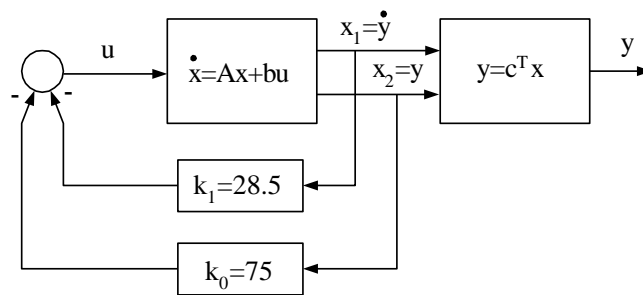 u
ẋ=Ax+bu
x₁=ẏ
x₂=y
y=cᵀx
y
-
-
k₁=28.5
k₀=75